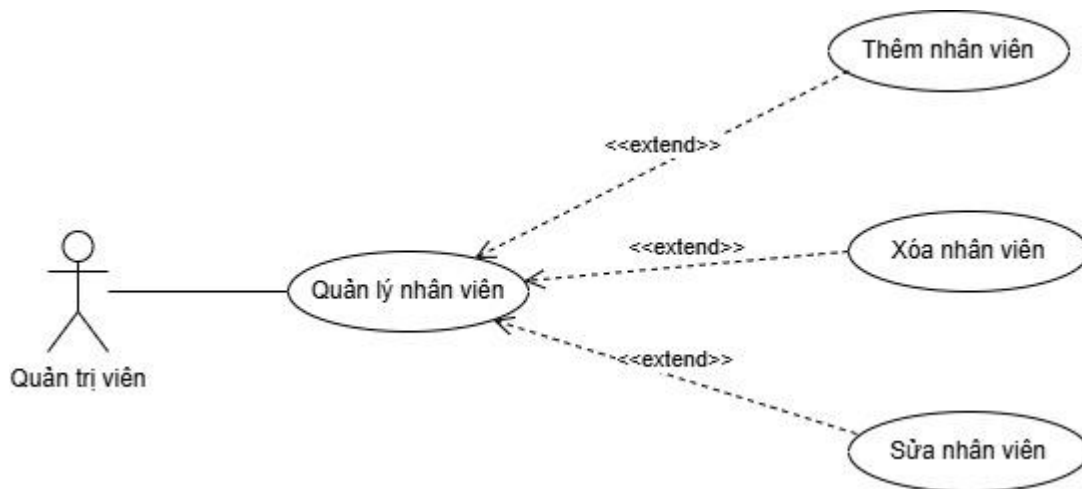 Thêm nhân viên
<<extend>>
<<extend>>
Xóa nhân viên
Quản lý nhân viên
<<extend>>
Quản trị viên
Sửa nhân viên